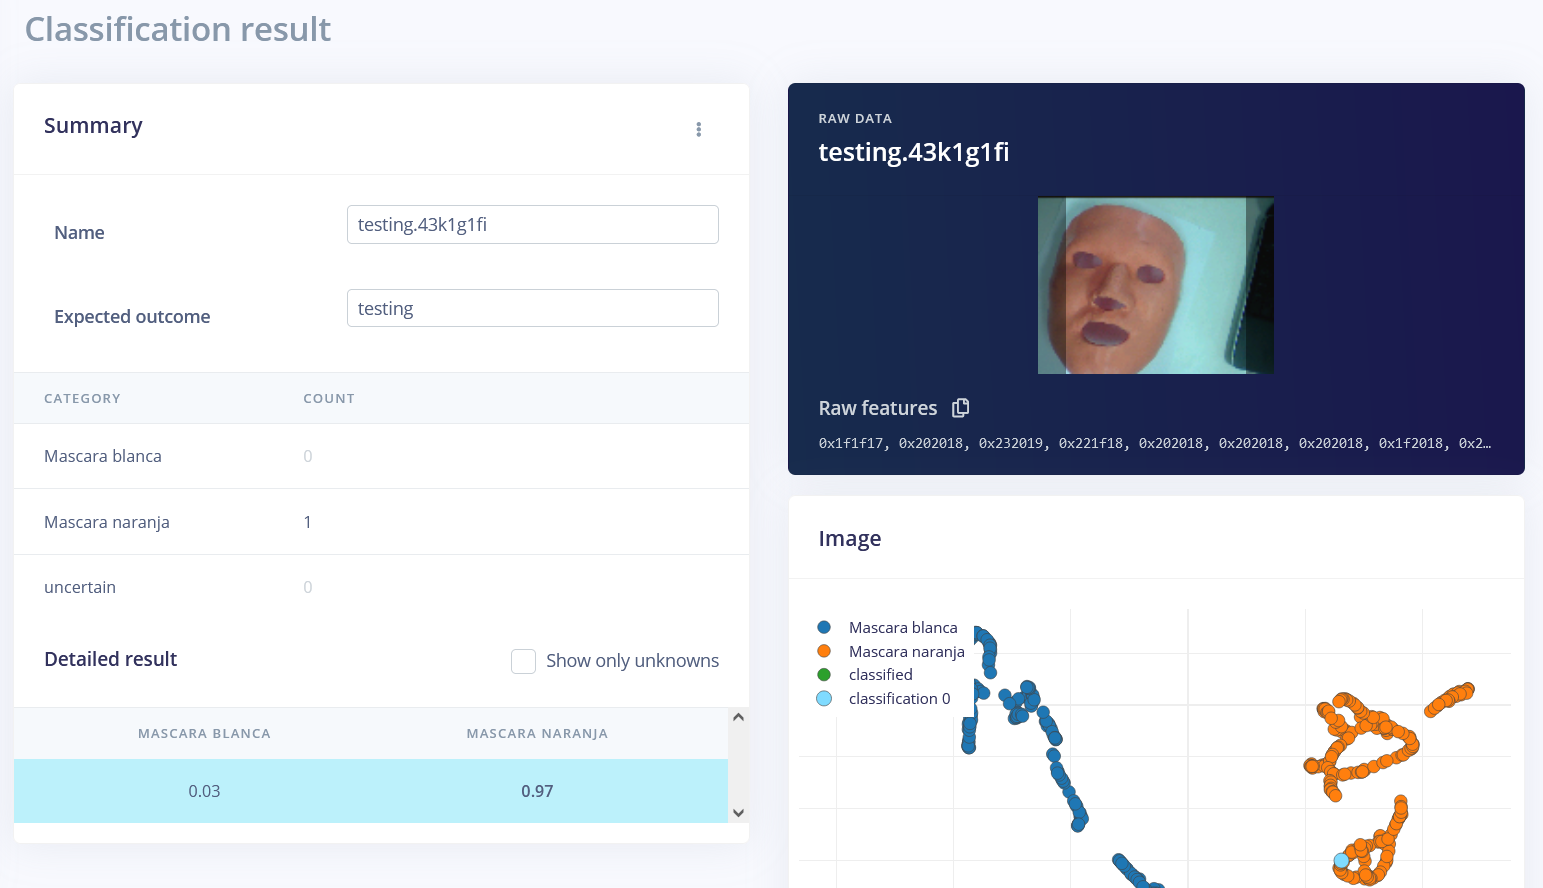 Classification result
Summary
Name
testing.43k1g1fi
Expected outcome
testing
CATEGORY COUNT
Mascara blanca 0
Mascara naranja 1
uncertain 0
Detailed result
Show only unknowns
MASCARA BLANCA MASCARA NARANJA
0.03 0.97
RAW DATA
testing.43k1g1fi
Raw features
0x1f1f17, 0x202018, 0x232019, 0x221f18, 0x202018, 0x202018, 0x202018, 0x1f2018, 0x2…
Image
Mascara blanca
Mascara naranja
classified
classification 0